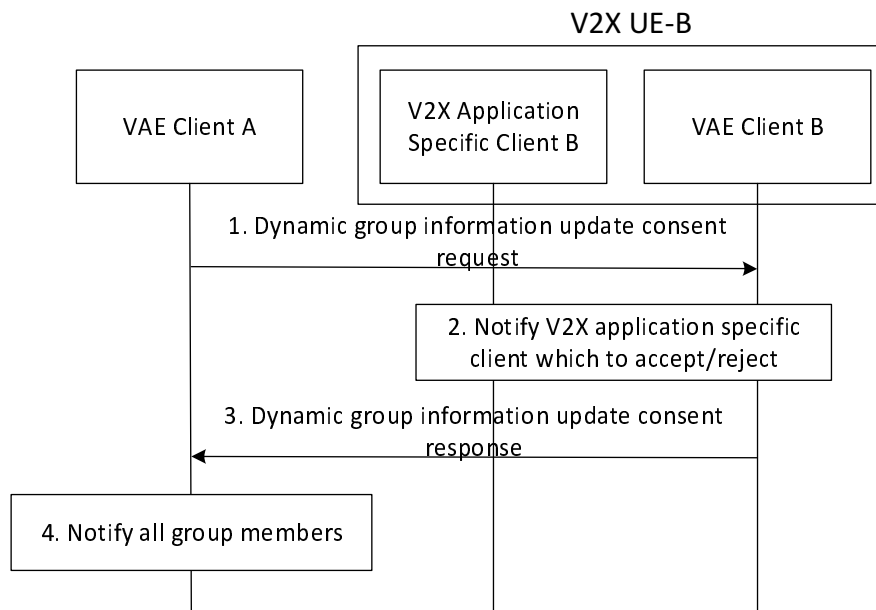 V2X UE-B
VAE Client A
V2X Application
Specific Client B
VAE Client B
1. Dynamic group information update consent
request
2. Notify V2X application specific
client which to accept/reject
3. Dynamic group information update consent
response
4. Notify all group members